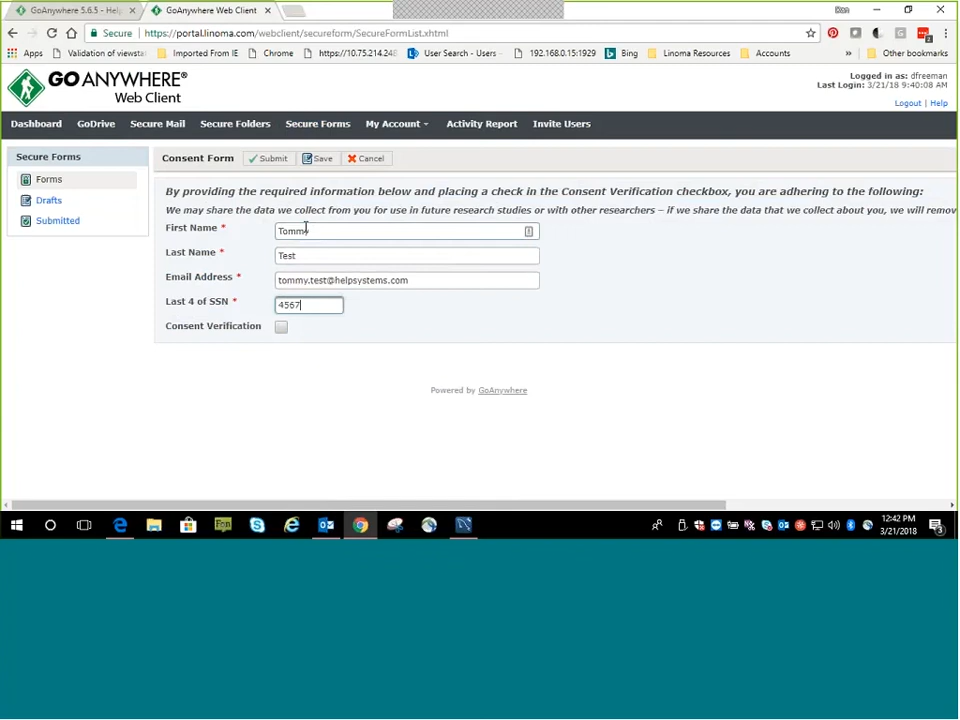 GoAnywhere 5.6.5 - Help
GoAnywhere Web Client
Secure
https://portal.linoma.com/webclient/secureform/SecureFormList.xhtml
Apps
Validation of viewsta
Imported From IE
Chrome
https://10.75.214.248
User Search - Users
192.168.0.15:1929
Bing
Linoma Resources
Accounts
»
Other bookmarks
GO ANYWHERE®
Web Client
Logged in as: dfreeman
Last Login: 3/21/18 9:40:08 AM
Logout | Help
Dashboard
GoDrive
Secure Mail
Secure Folders
Secure Forms
My Account
Activity Report
Invite Users
Secure Forms
Forms
Drafts
Submitted
Consent Form
Submit
Save
Cancel
By providing the required information below and placing a check in the Consent Verification checkbox, you are adhering to the following:
We may share the data we collect from you for use in future research studies or with other researchers – if we share the data that we collect about you, we will remov
First Name *
Tommy
Last Name *
Test
Email Address *
tommy.test@helpsystems.com
Last 4 of SSN *
4567
Consent Verification
Powered by GoAnywhere
12:42 PM
3/21/2018
3